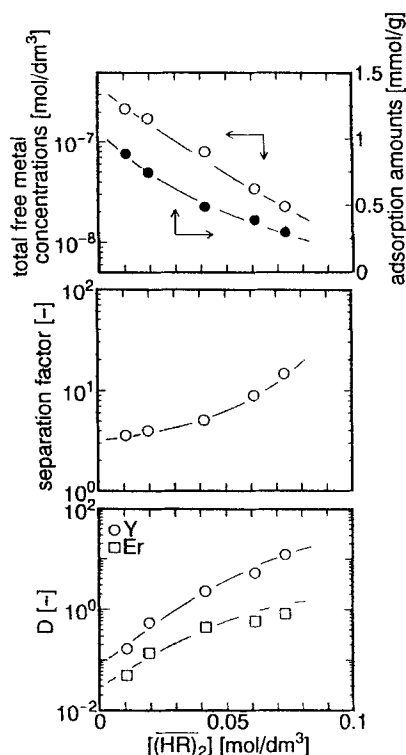 total free metal
concentrations [mol/dm³]
10⁻⁷
10⁻⁸
1.5
1
0.5
0
adsorption amounts [mmol/g]
separation factor [-]
10²
10¹
10⁰
D [-]
10²
10⁰
10⁻²
Y
Er
0
0.05
0.1
[(HR)₂] [mol/dm³]